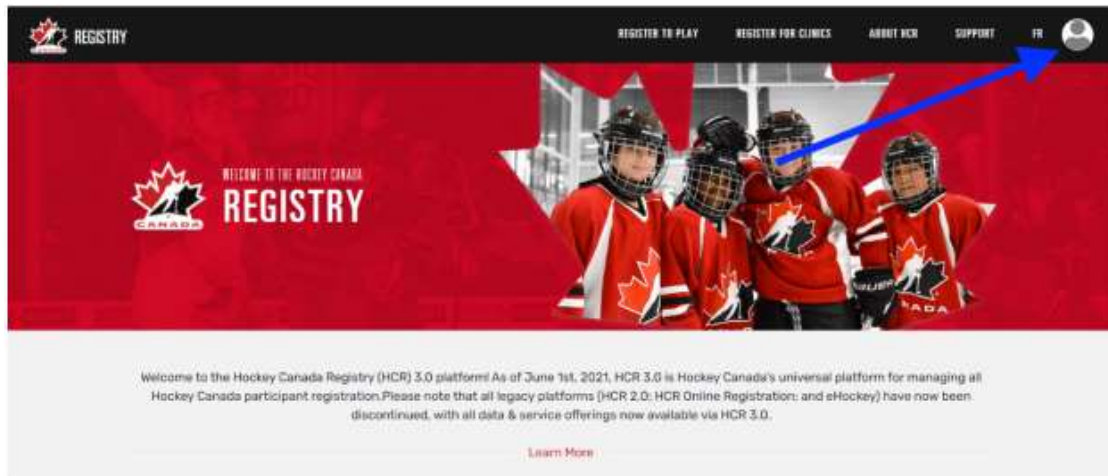 REGISTRY
REGISTER TO PLAY
REGISTER FOR CLINICS
ABOUT HCR
SUPPORT
FR
WELCOME TO THE HOCKEY CANADA
REGISTRY
CANADA
Welcome to the Hockey Canada Registry (HCR) 3.0 platform! As of June 1st, 2021, HCR 3.0 is Hockey Canada's universal platform for managing all
Hockey Canada participant registration.Please note that all legacy platforms (HCR 2.0; HCR Online Registration; and eHockey) have now been
discontinued, with all data & service offerings now available via HCR 3.0.
Learn More